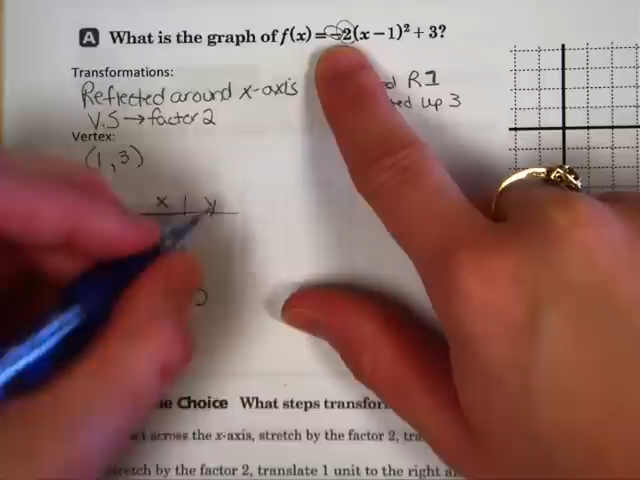 A What is the graph of f(x) = -2(x - 1)² + 3?
Transformations:
Reflected around x-axis R1
V.S → factor 2 up 3
Vertex:
(1,3)
x | y
Choice What steps transfor
across the x-axis, stretch by the factor 2,
stretch by the factor 2, translate 1 unit to the right